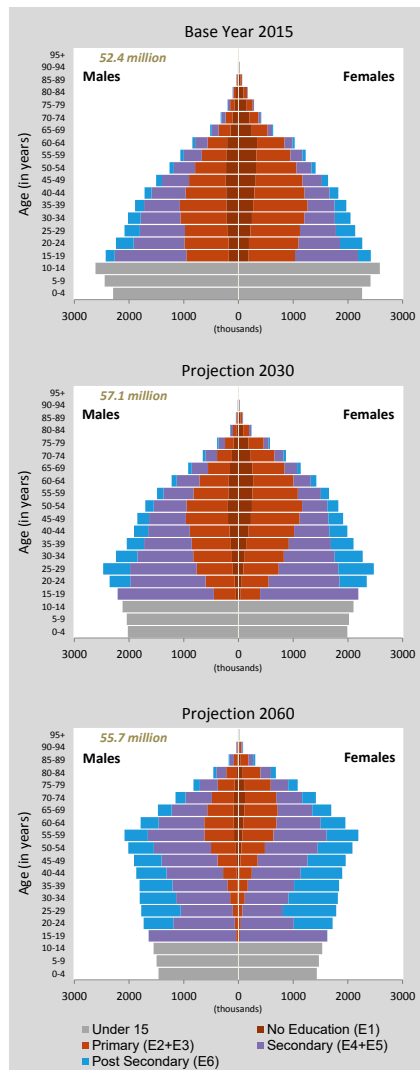 Base Year 2015
52.4 million
Males
Females
Age (in years)
95+
90-94
85-89
80-84
75-79
70-74
65-69
60-64
55-59
50-54
45-49
40-44
35-39
30-34
25-29
20-24
15-19
10-14
5-9
0-4
3000 2000 1000 0 1000 2000 3000
(thousands)
Projection 2030
57.1 million
Males
Females
Age (in years)
95+
90-94
85-89
80-84
75-79
70-74
65-69
60-64
55-59
50-54
45-49
40-44
35-39
30-34
25-29
20-24
15-19
10-14
5-9
0-4
3000 2000 1000 0 1000 2000 3000
(thousands)
Projection 2060
55.7 million
Males
Females
Age (in years)
95+
90-94
85-89
80-84
75-79
70-74
65-69
60-64
55-59
50-54
45-49
40-44
35-39
30-34
25-29
20-24
15-19
10-14
5-9
0-4
3000 2000 1000 0 1000 2000 3000
(thousands)
Under 15
No Education (E1)
Primary (E2+E3)
Secondary (E4+E5)
Post Secondary (E6)